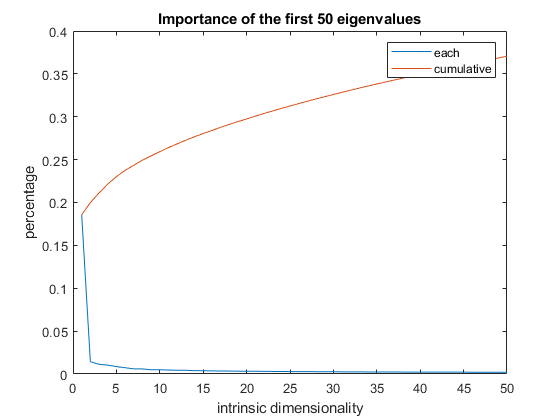 Importance of the first 50 eigenvalues
0.4
0.35
0.3
0.25
0.2
0.15
0.1
0.05
0
percentage
each
cumulative
0 5 10 15 20 25 30 35 40 45 50
intrinsic dimensionality